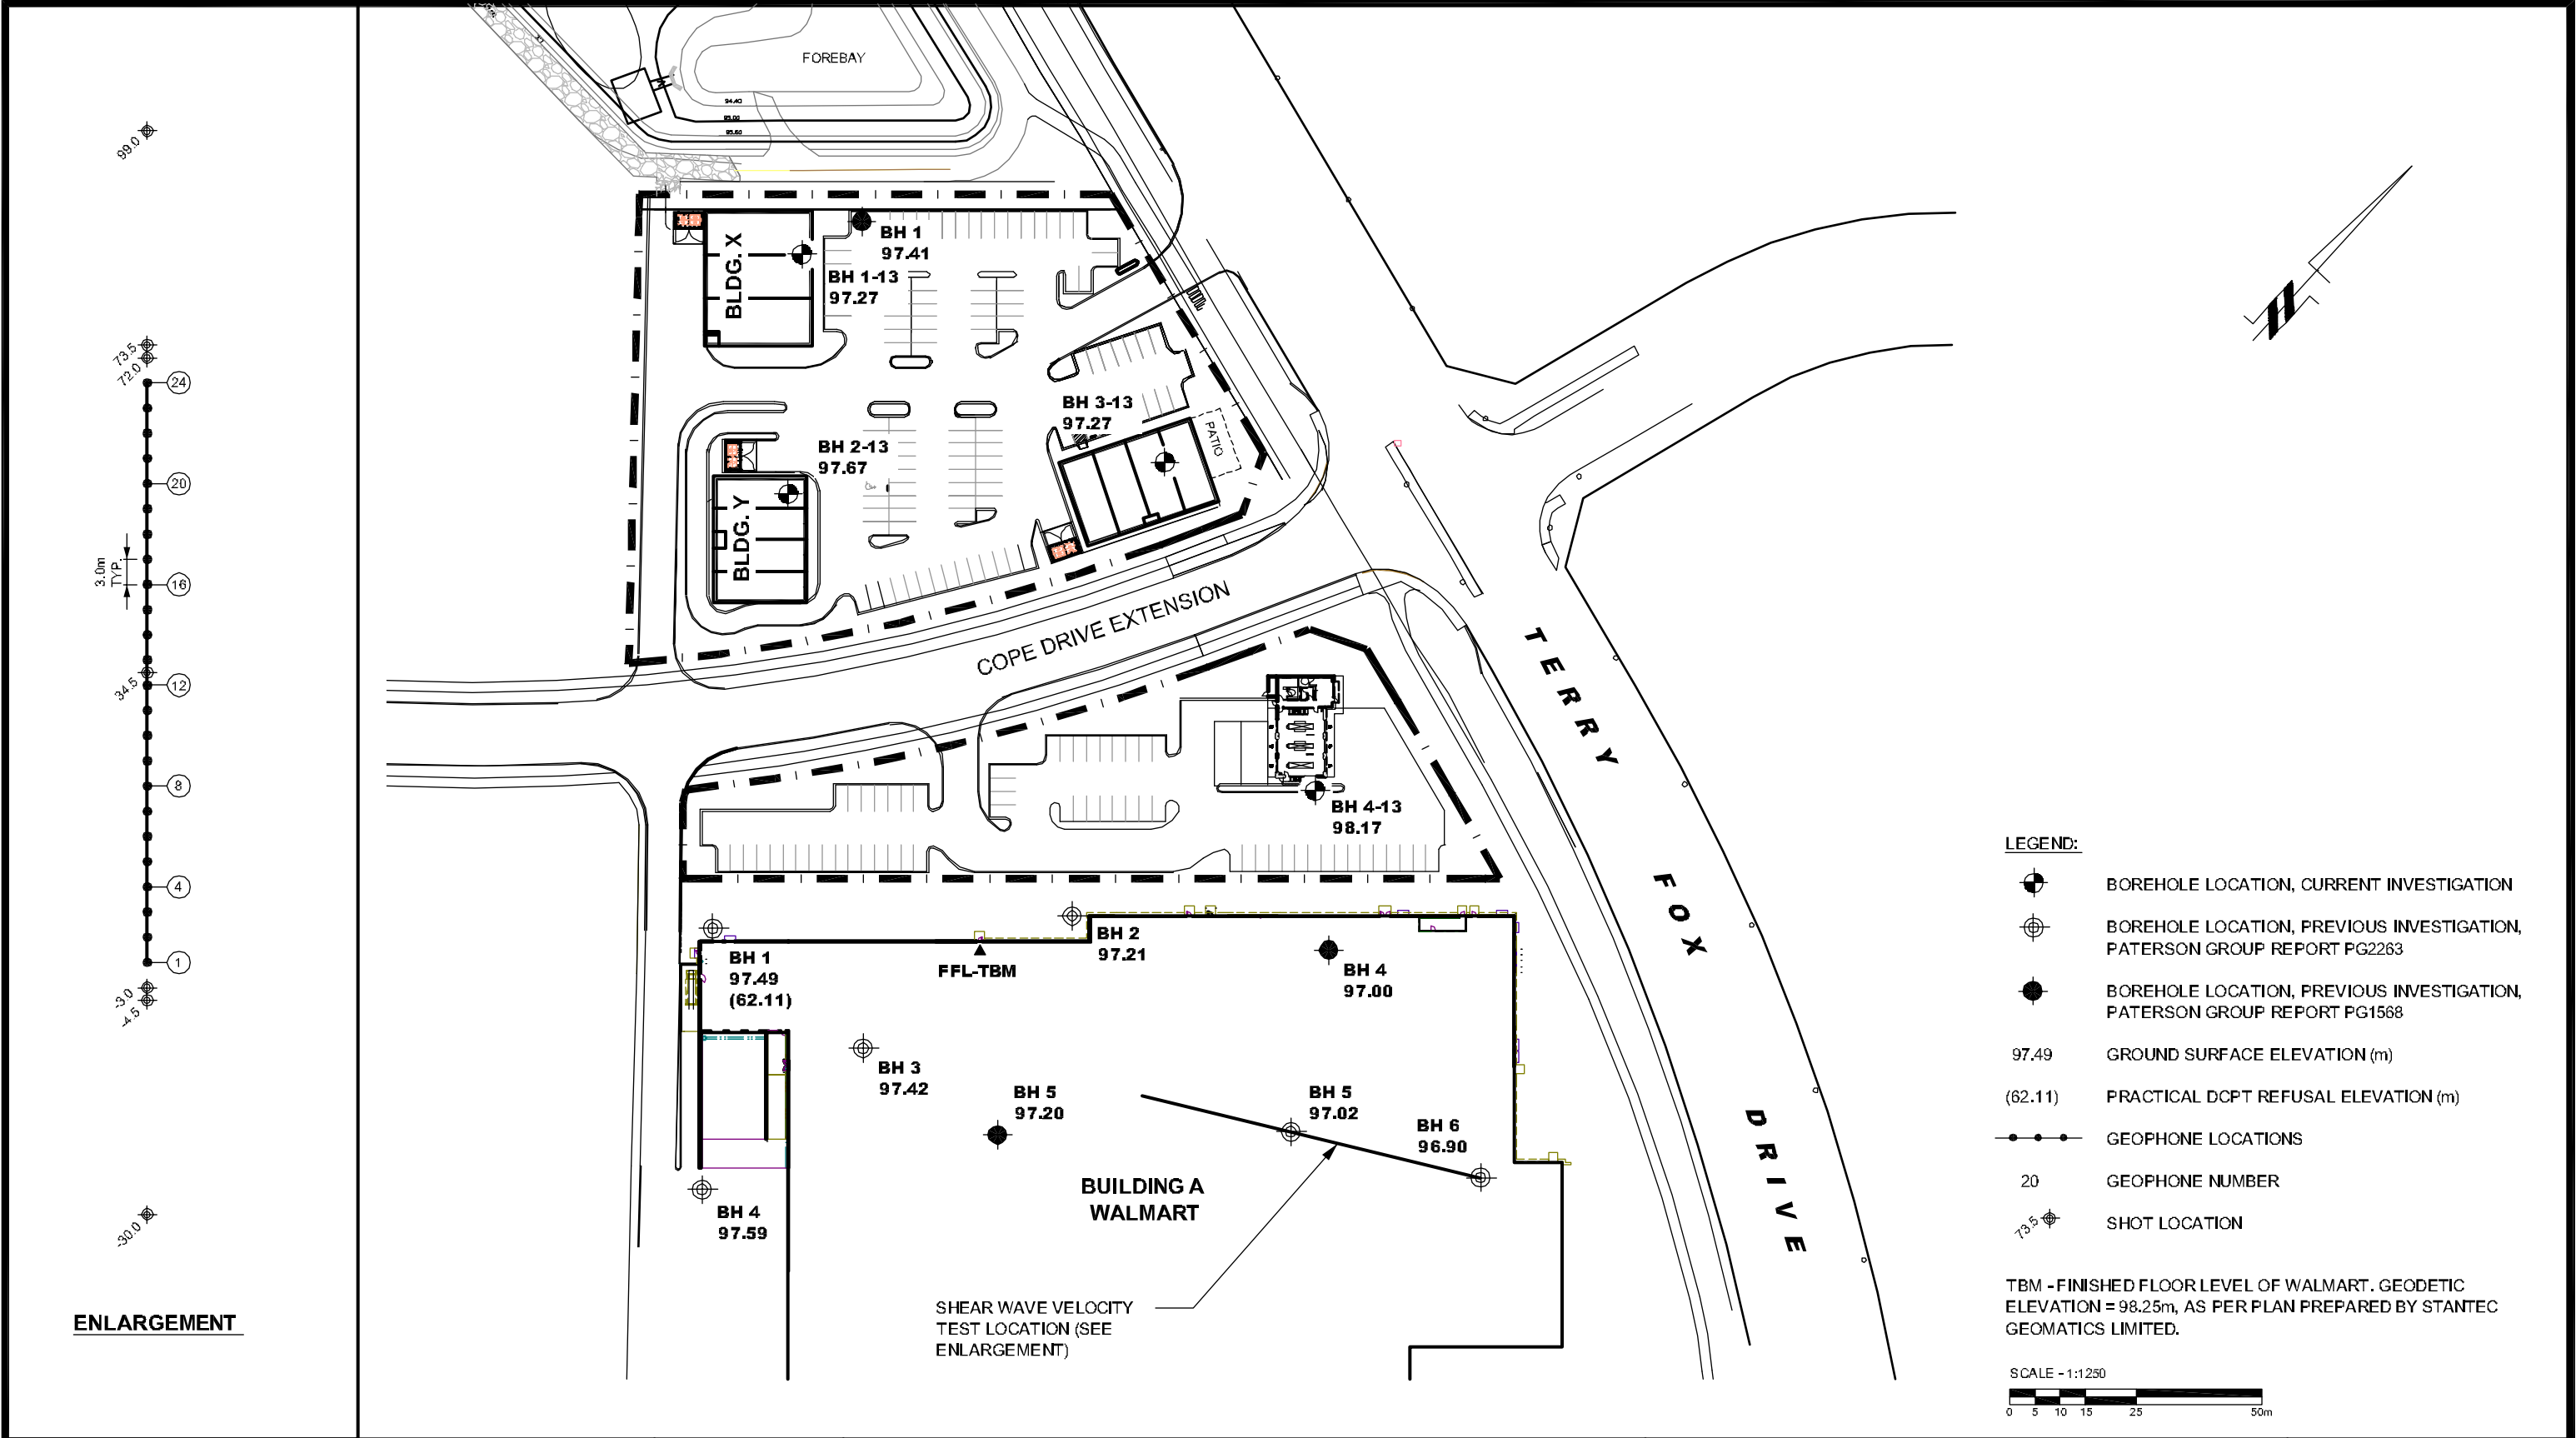 99.0
73.5
72.0
24
20
3.0m
TYP.
16
34.5
12
8
4
1
-3.0
-4.5
-30.0
ENLARGEMENT
FOREBAY
94.40
95.00
95.60
BH 1
97.41
BLDG. X
BH 1-13
97.27
BH 3-13
97.27
PATIO
BH 2-13
97.67
BLDG. Y
COPE DRIVE EXTENSION
TERRY FOX DRIVE
BH 4-13
98.17
BH 1
97.49
(62.11)
FFL-TBM
BH 2
97.21
BH 4
97.00
BH 3
97.42
BH 5
97.20
BH 5
97.02
BH 6
96.90
BUILDING A
WALMART
BH 4
97.59
SHEAR WAVE VELOCITY
TEST LOCATION (SEE
ENLARGEMENT)
LEGEND:
BOREHOLE LOCATION, CURRENT INVESTIGATION
BOREHOLE LOCATION, PREVIOUS INVESTIGATION,
PATERSON GROUP REPORT PG2263
BOREHOLE LOCATION, PREVIOUS INVESTIGATION,
PATERSON GROUP REPORT PG1568
97.49 GROUND SURFACE ELEVATION (m)
(62.11) PRACTICAL DCPT REFUSAL ELEVATION (m)
GEOPHONE LOCATIONS
20 GEOPHONE NUMBER
73.5 SHOT LOCATION
TBM - FINISHED FLOOR LEVEL OF WALMART. GEODETIC
ELEVATION = 98.25m, AS PER PLAN PREPARED BY STANTEC
GEOMATICS LIMITED.
SCALE - 1:1250
0 5 10 15 25 50m